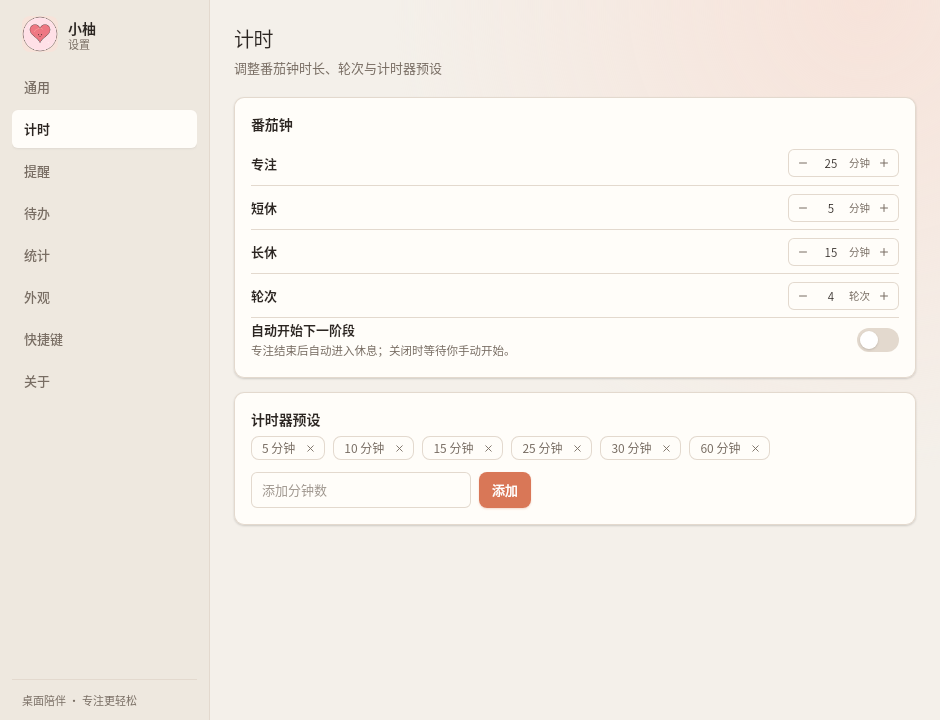 小柚
设置
通用
计时
提醒
待办
统计
外观
快捷键
关于
桌面陪伴 · 专注更轻松
计时
调整番茄钟时长、轮次与计时器预设
番茄钟
专注
− 25 分钟 +
短休
− 5 分钟 +
长休
− 15 分钟 +
轮次
− 4 轮次 +
自动开始下一阶段
专注结束后自动进入休息；关闭时等待你手动开始。
计时器预设
5 分钟 × 10 分钟 × 15 分钟 × 25 分钟 × 30 分钟 × 60 分钟 ×
添加分钟数 添加